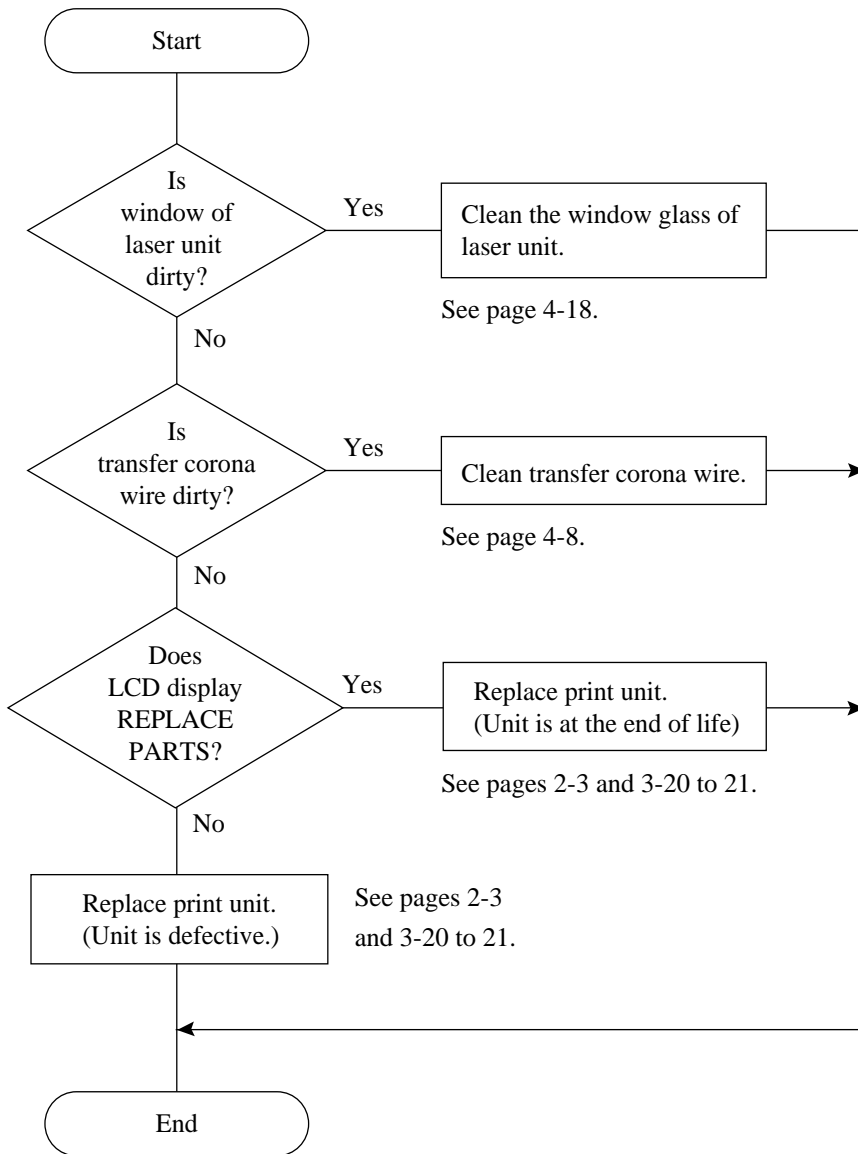 Start
Is
window of
laser unit
dirty?
Yes
Clean the window glass of
laser unit.
See page 4-18.
No
Is
transfer corona
wire dirty?
Yes
Clean transfer corona wire.
See page 4-8.
No
Does
LCD display
REPLACE
PARTS?
Yes
Replace print unit.
(Unit is at the end of life)
See pages 2-3 and 3-20 to 21.
No
Replace print unit.
(Unit is defective.)
See pages 2-3
and 3-20 to 21.
End